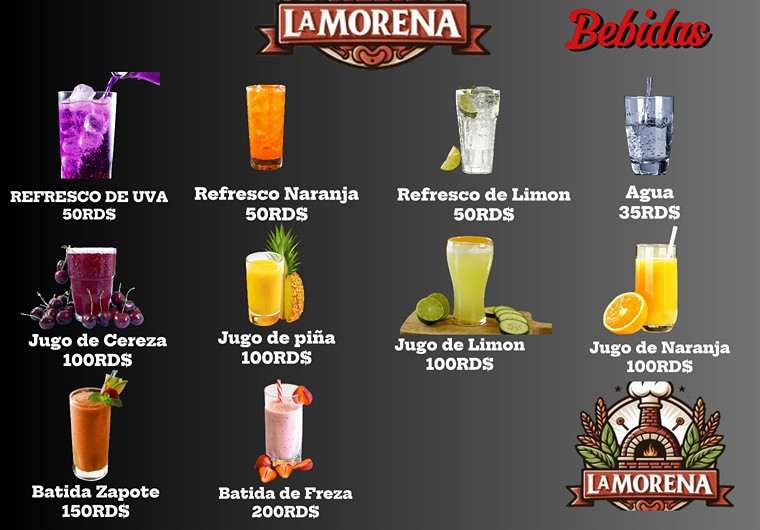 LA MORENA
Bebidas
REFRESCO DE UVA
50RD$
Refresco Naranja
50RD$
Refresco de Limon
50RD$
Agua
35RD$
Jugo de Cereza
100RD$
Jugo de piña
100RD$
Jugo de Limon
100RD$
Jugo de Naranja
100RD$
Batida Zapote
150RD$
Batida de Freza
200RD$
LA MORENA